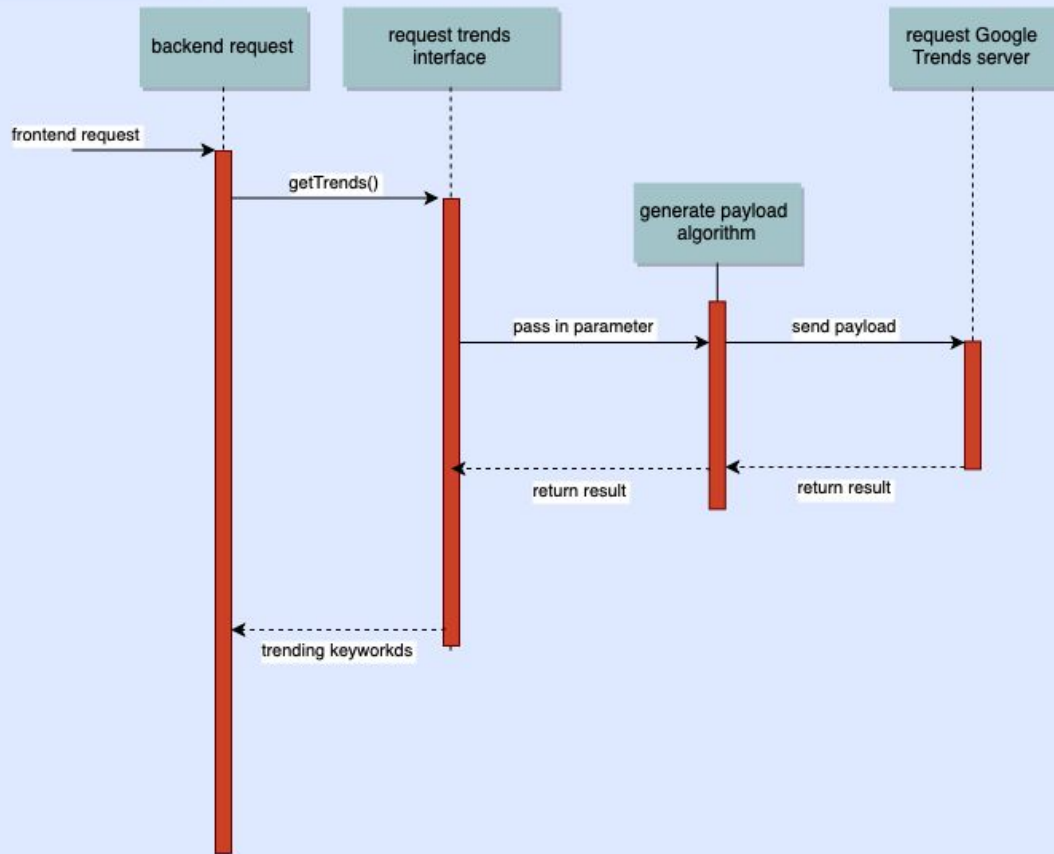 backend request
request trends
interface
request Google
Trends server
frontend request
getTrends()
generate payload
algorithm
pass in parameter
send payload
return result
return result
trending keyworkds